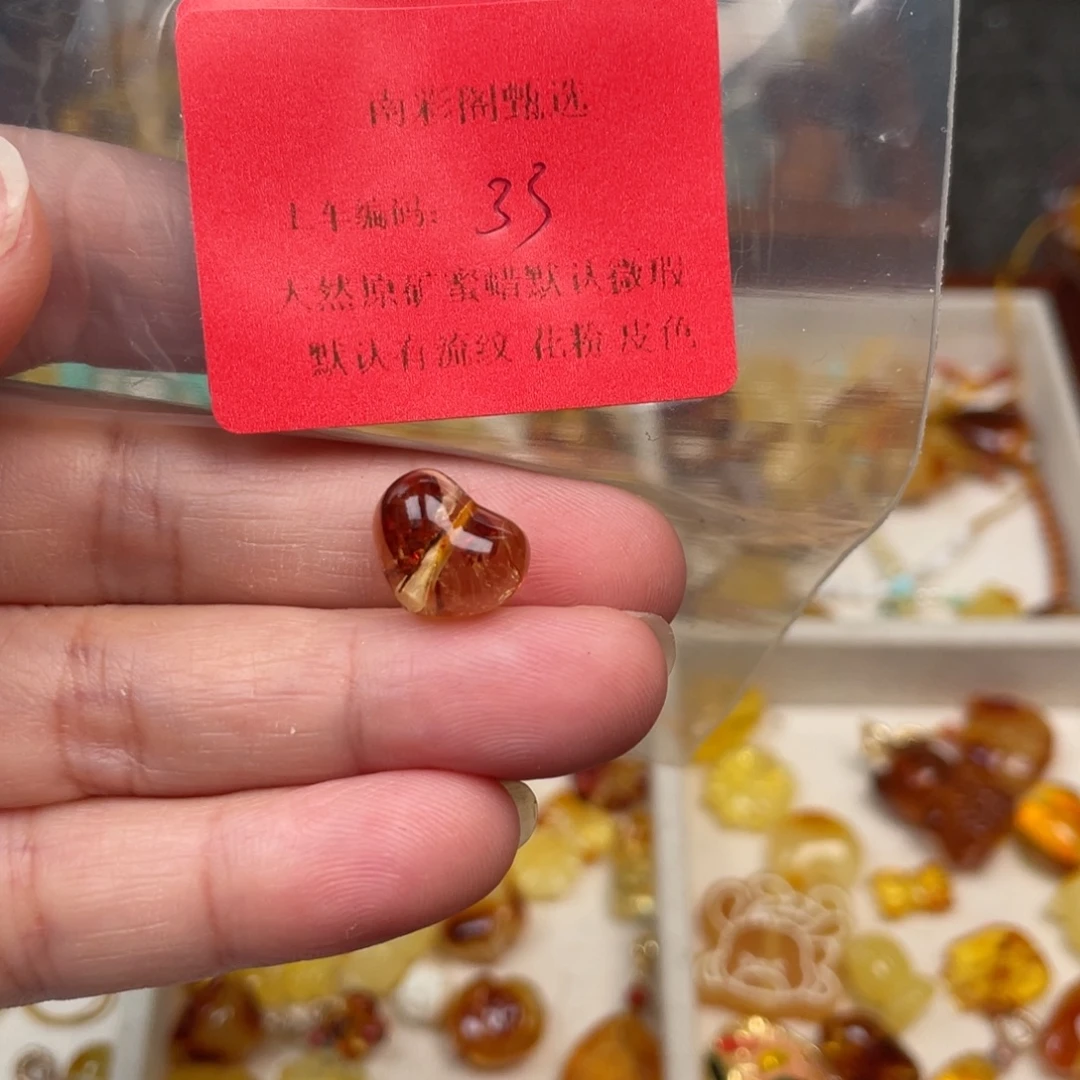 南彩阁甄选
上车编码: 33
天然原矿蜜蜡默认微瑕
默认有流纹 花粉 皮色